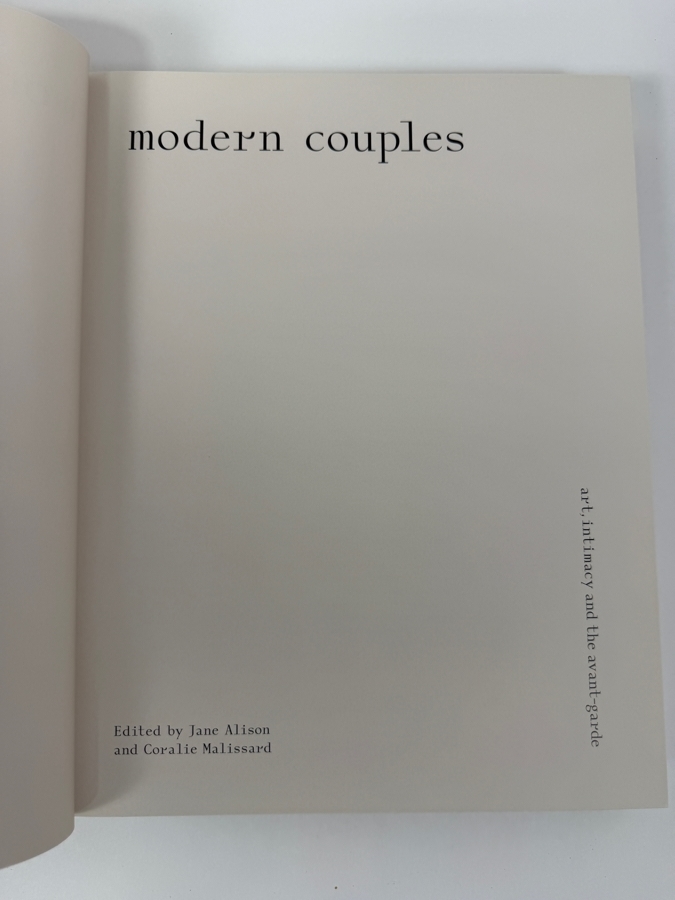 modern couples
art, intimacy and the avant-garde
Edited by Jane Alison
and Coralie Malissard